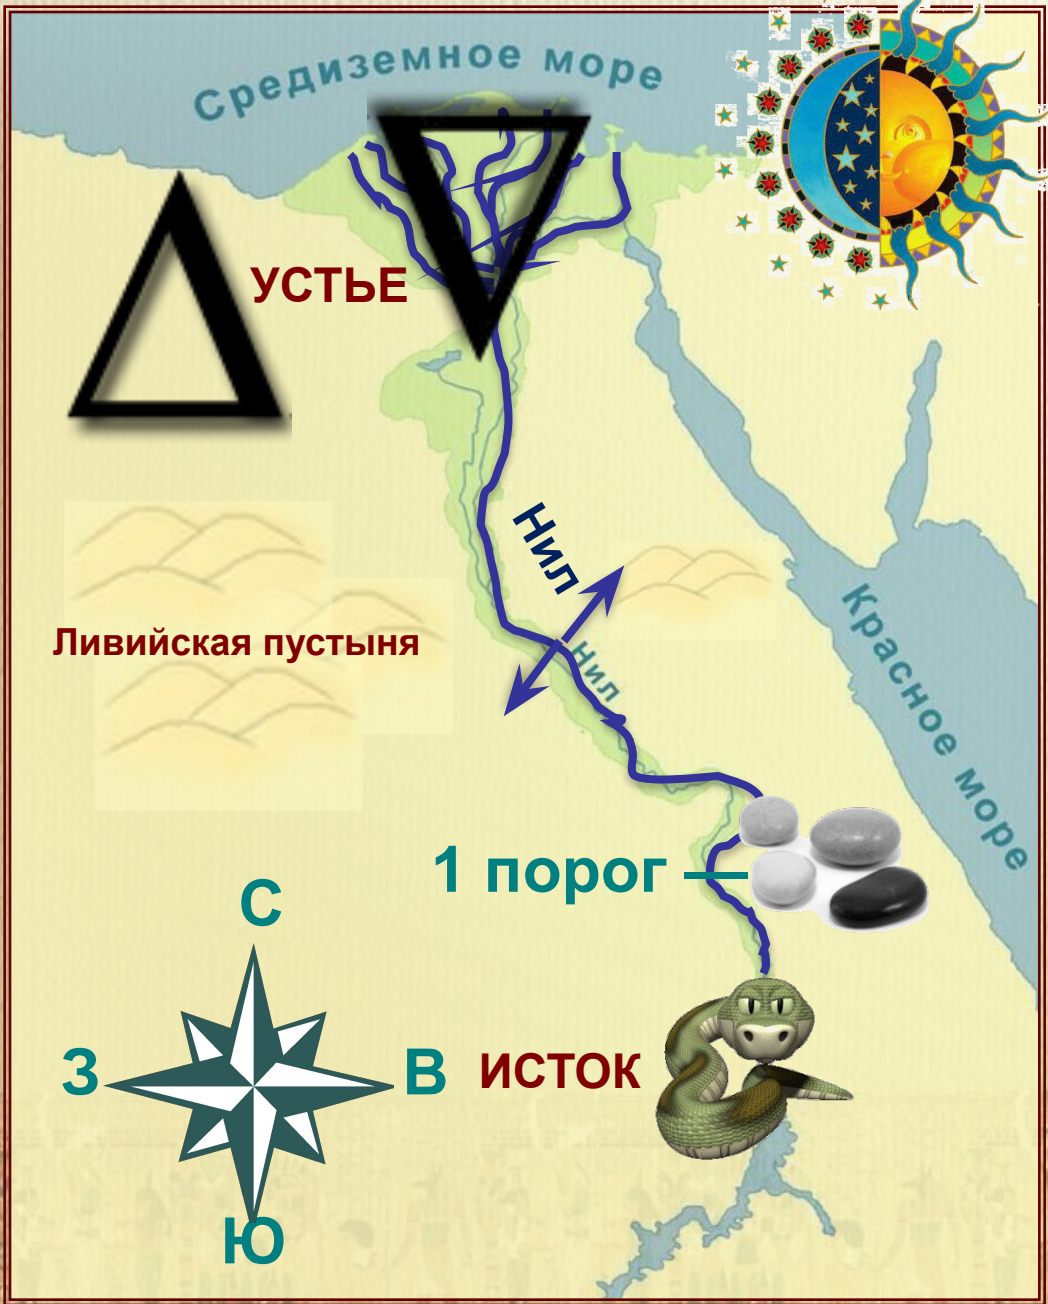 Средиземное море
УСТЬЕ
Нил
Нил
Ливийская пустыня
Красное море
1 порог
С
З
В
ИСТОК
Ю